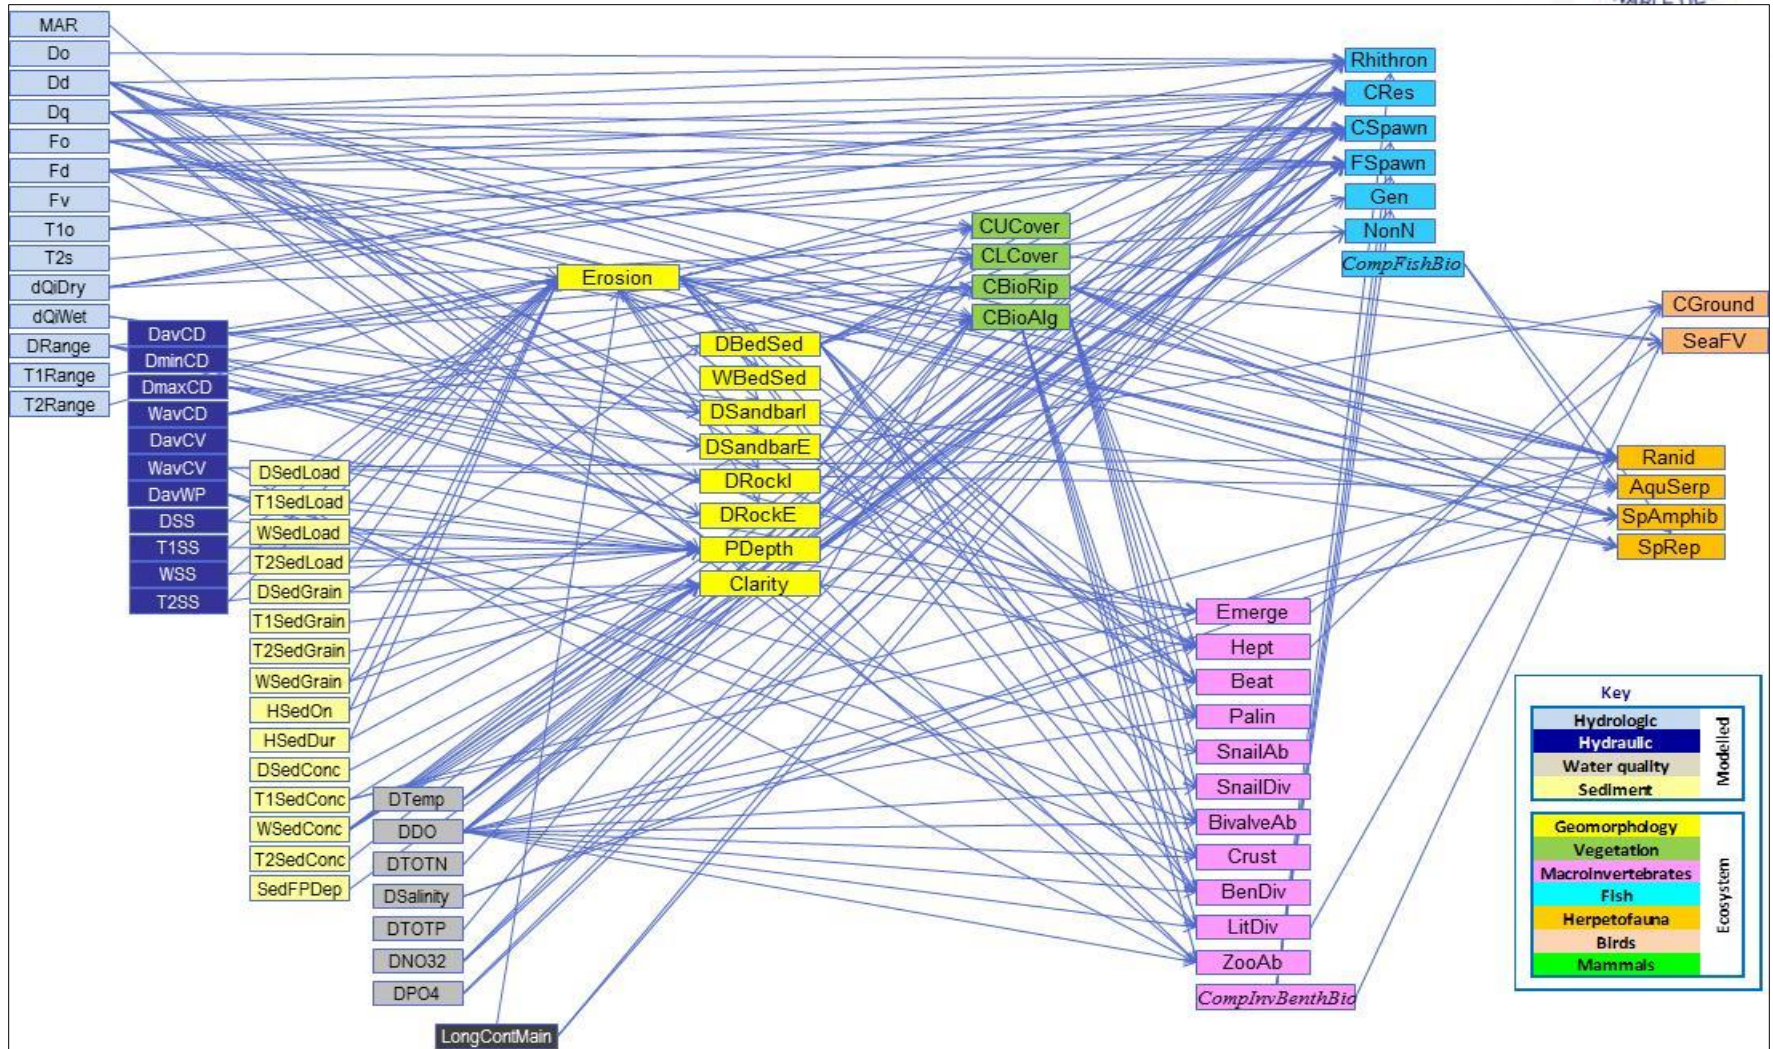 MAR
Do
Dd
Dq
Fo
Fd
Fv
T1o
T2s
dQiDry
dQiWet
DRange
T1Range
T2Range
DavCD
DminCD
DmaxCD
WavCD
DavCV
WavCV
DavWP
DSS
T1SS
WSS
T2SS
DSedLoad
T1SedLoad
WSedLoad
T2SedLoad
DSedGrain
T1SedGrain
T2SedGrain
WSedGrain
HSedOn
HSedDur
DSedConc
T1SedConc
WSedConc
T2SedConc
SedFPDep
DTemp
DDO
DTOTN
DSalinity
DTOTP
DNO32
DPO4
LongContMain
Erosion
DBedSed
WBedSed
DSandbarI
DSandbarE
DRockI
DRockE
PDepth
Clarity
CUCover
CLCover
CBioRip
CBioAlg
Emerge
Hept
Beat
Palin
SnailAb
SnailDiv
BivalveAb
Crust
BenDiv
LitDiv
ZooAb
CompInvBenthBio
Rhithron
CRes
CSpawn
FSpawn
Gen
NonN
CompFishBio
CGround
SeaFV
Ranid
AquSerp
SpAmphib
SpRep
Key
Hydrologic
Hydraulic
Water quality
Sediment
Modelled
Geomorphology
Vegetation
Macroinvertebrates
Fish
Herpetofauna
Birds
Mammals
Ecosystem